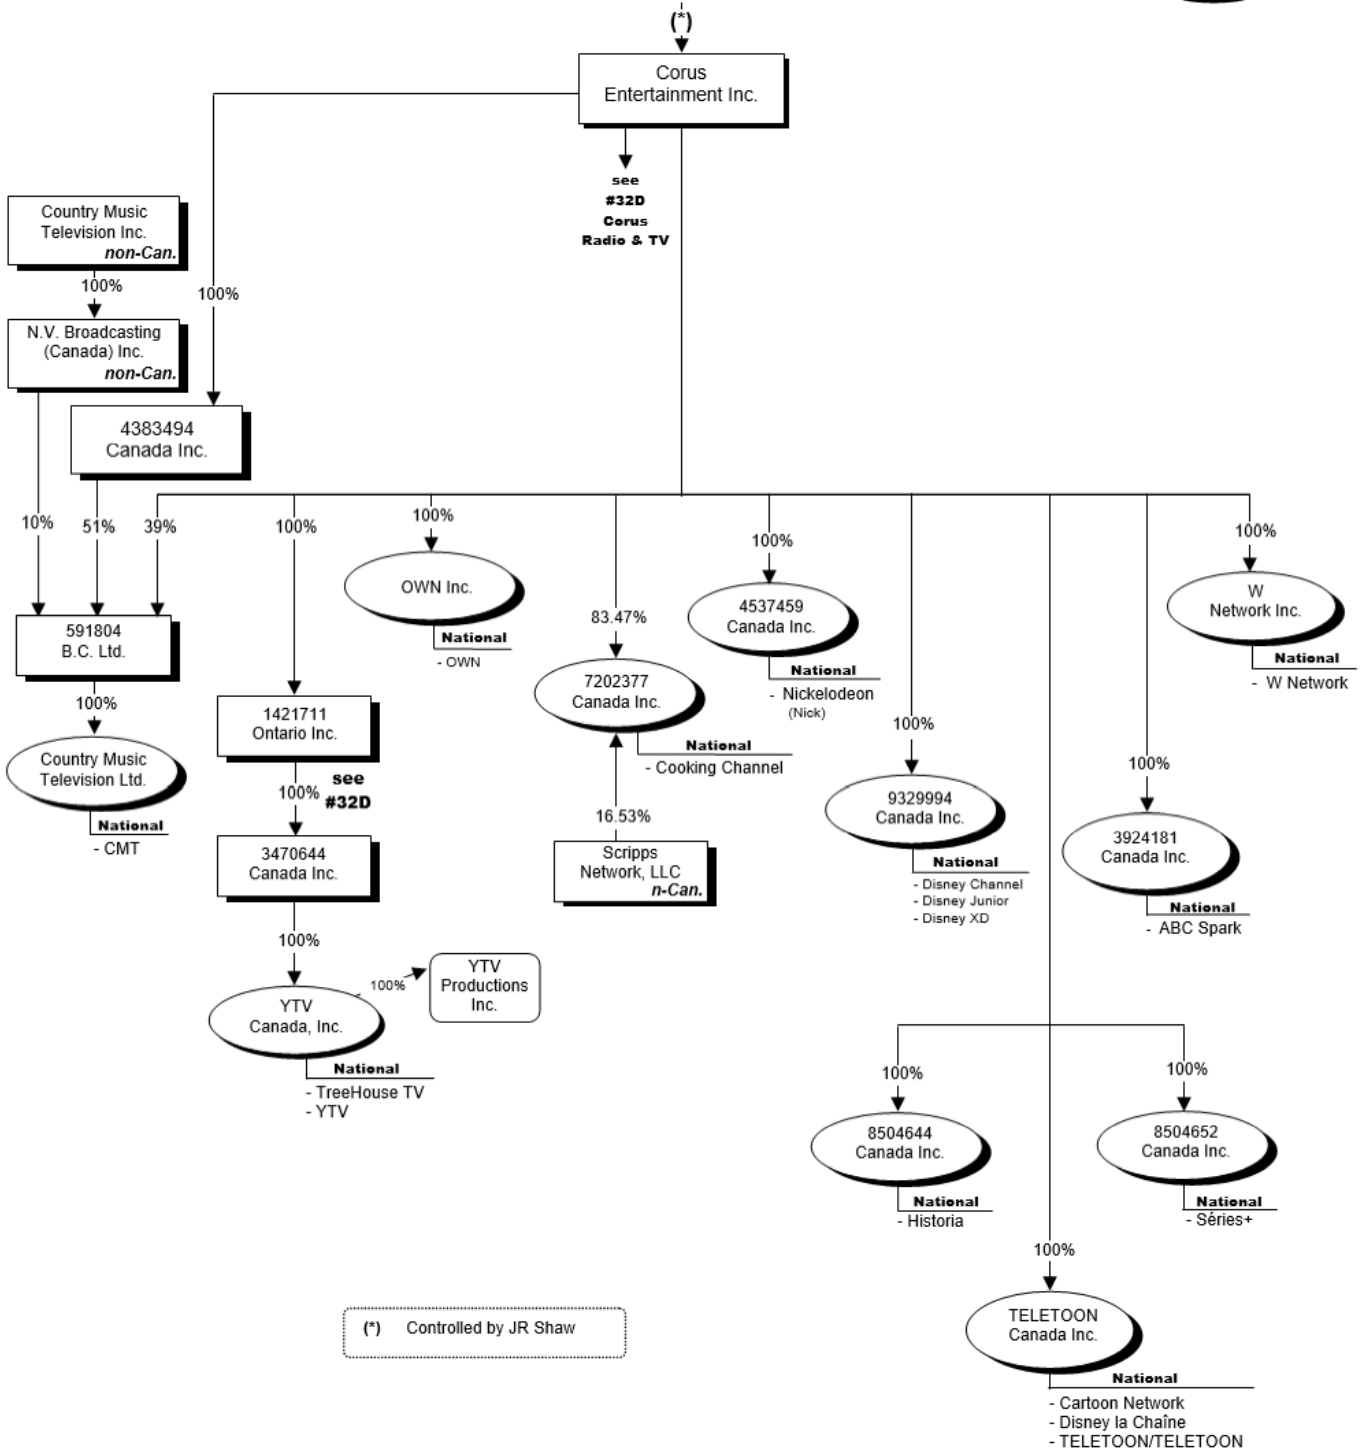 (*)
Corus
Entertainment Inc.
see
#32D
Corus
Radio & TV
Country Music
Television Inc.
non-Can.
100%
100%
N.V. Broadcasting
(Canada) Inc.
non-Can.
4383494
Canada Inc.
10%
51%
39%
100%
100%
83.47%
100%
100%
100%
100%
OWN Inc.
National
- OWN
4537459
Canada Inc.
National
- Nickelodeon
(Nick)
W
Network Inc.
National
- W Network
591804
B.C. Ltd.
100%
Country Music
Television Ltd.
National
- CMT
1421711
Ontario Inc.
100%
see
#32D
3470644
Canada Inc.
100%
YTV
Canada, Inc.
100%
YTV
Productions
Inc.
National
- TreeHouse TV
- YTV
7202377
Canada Inc.
National
- Cooking Channel
16.53%
Scripps
Network, LLC
n-Can.
9329994
Canada Inc.
National
- Disney Channel
- Disney Junior
- Disney XD
3924181
Canada Inc.
National
- ABC Spark
100%
100%
8504644
Canada Inc.
National
- Historia
8504652
Canada Inc.
National
- Séries+
100%
TELETOON
Canada Inc.
National
- Cartoon Network
- Disney la Chaîne
- TELETOON/TELETOON
(*) Controlled by JR Shaw